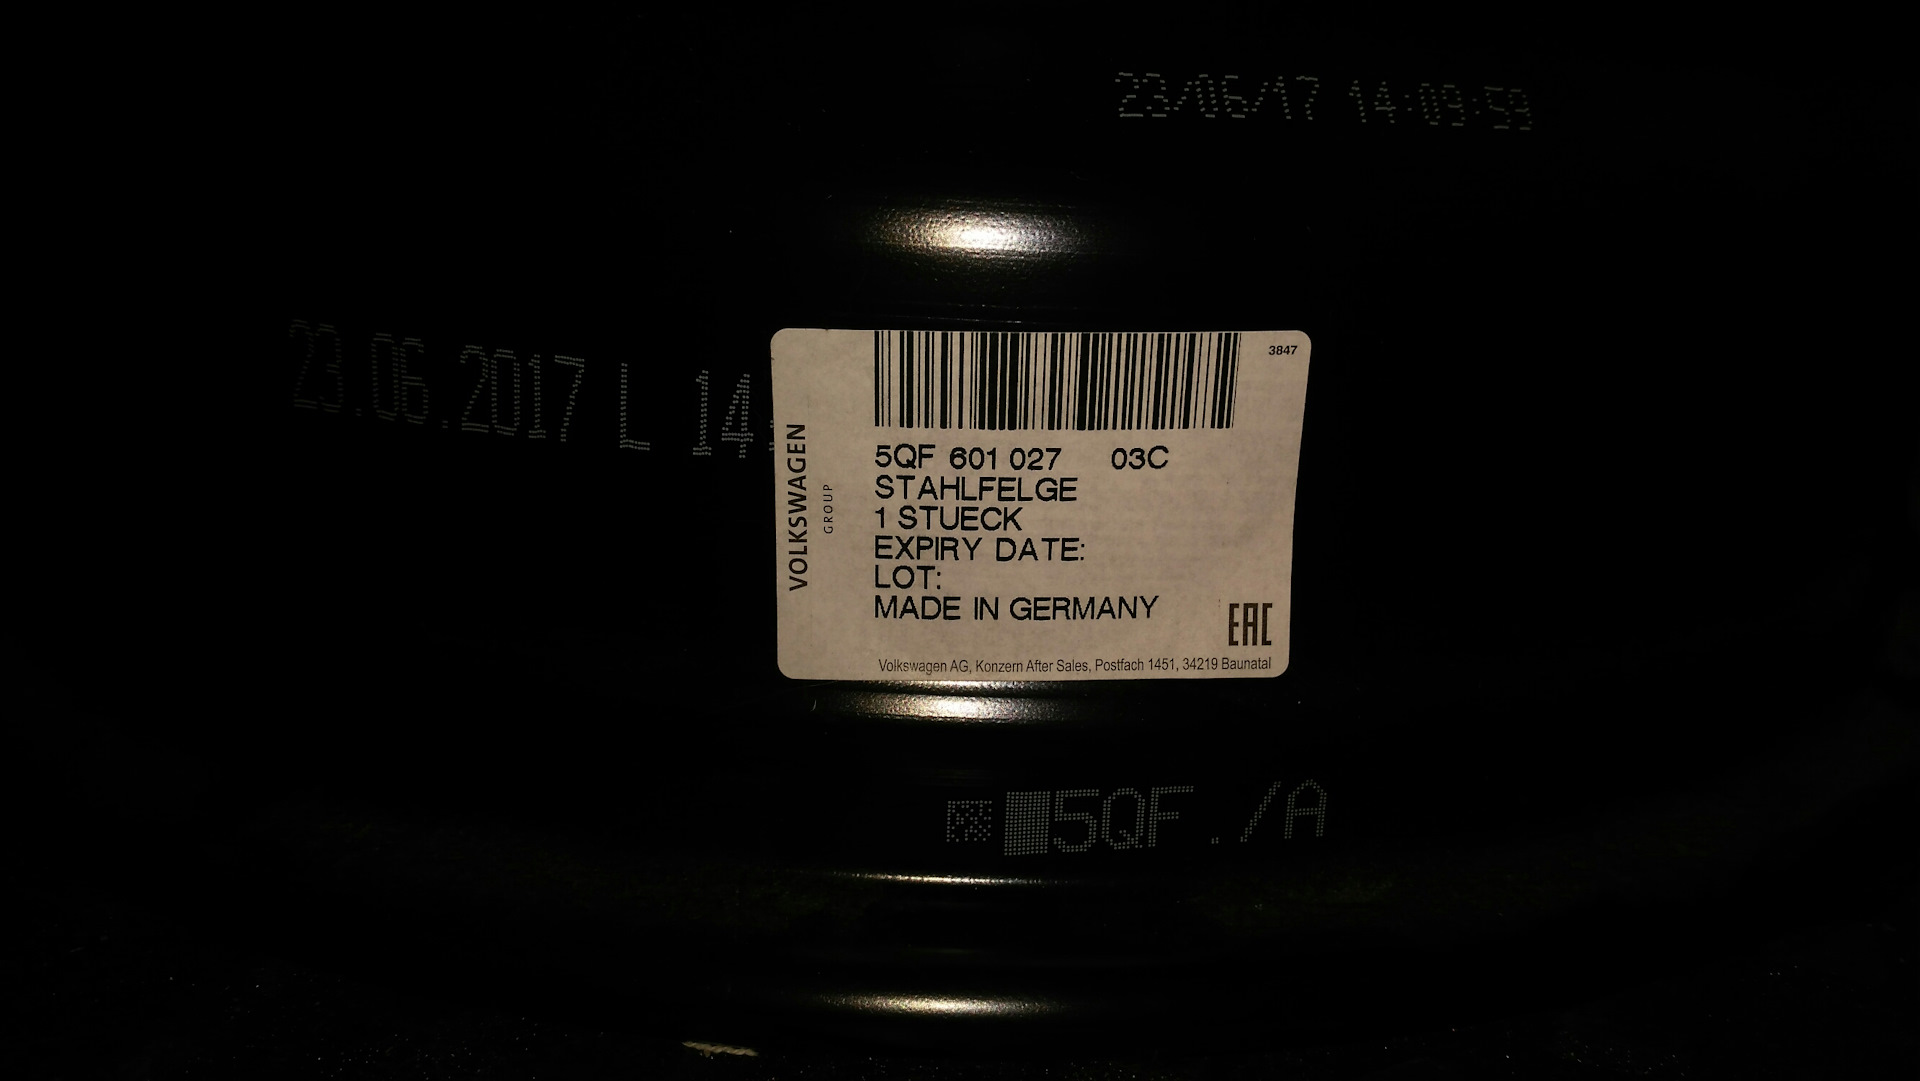 23/06/17 14:09:59
23.06.2017 L 14:
3847
VOLKSWAGEN
GROUP
5QF 601 027 03C
STAHLFELGE
1 STUECK
EXPIRY DATE:
LOT:
MADE IN GERMANY
EAC
Volkswagen AG, Konzern After Sales, Postfach 1451, 34219 Baunatal
5QF ./A